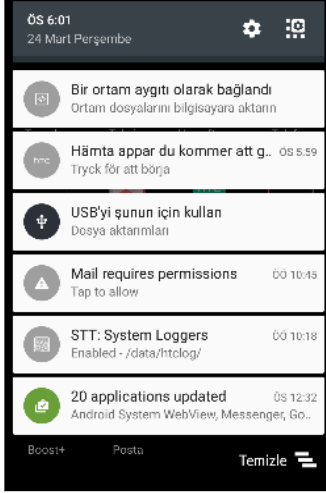 ÖS 6:01
24 Mart Perşembe
Bir ortam aygıtı olarak bağlandı
Ortam dosyalarını bilgisayara aktarın
Hämta appar du kommer att g.. ÖS 5:59
Tryck för att börja
htc
USB'yi şunun için kullan
Dosya aktarımları
Mail requires permissions ÖÖ 10:45
Tap to allow
STT: System Loggers ÖÖ 10:18
Enabled - /data/htclog/
20 applications updated ÖS 12:32
Android System WebView, Messenger, Go..
Boost+ Posta
Temizle